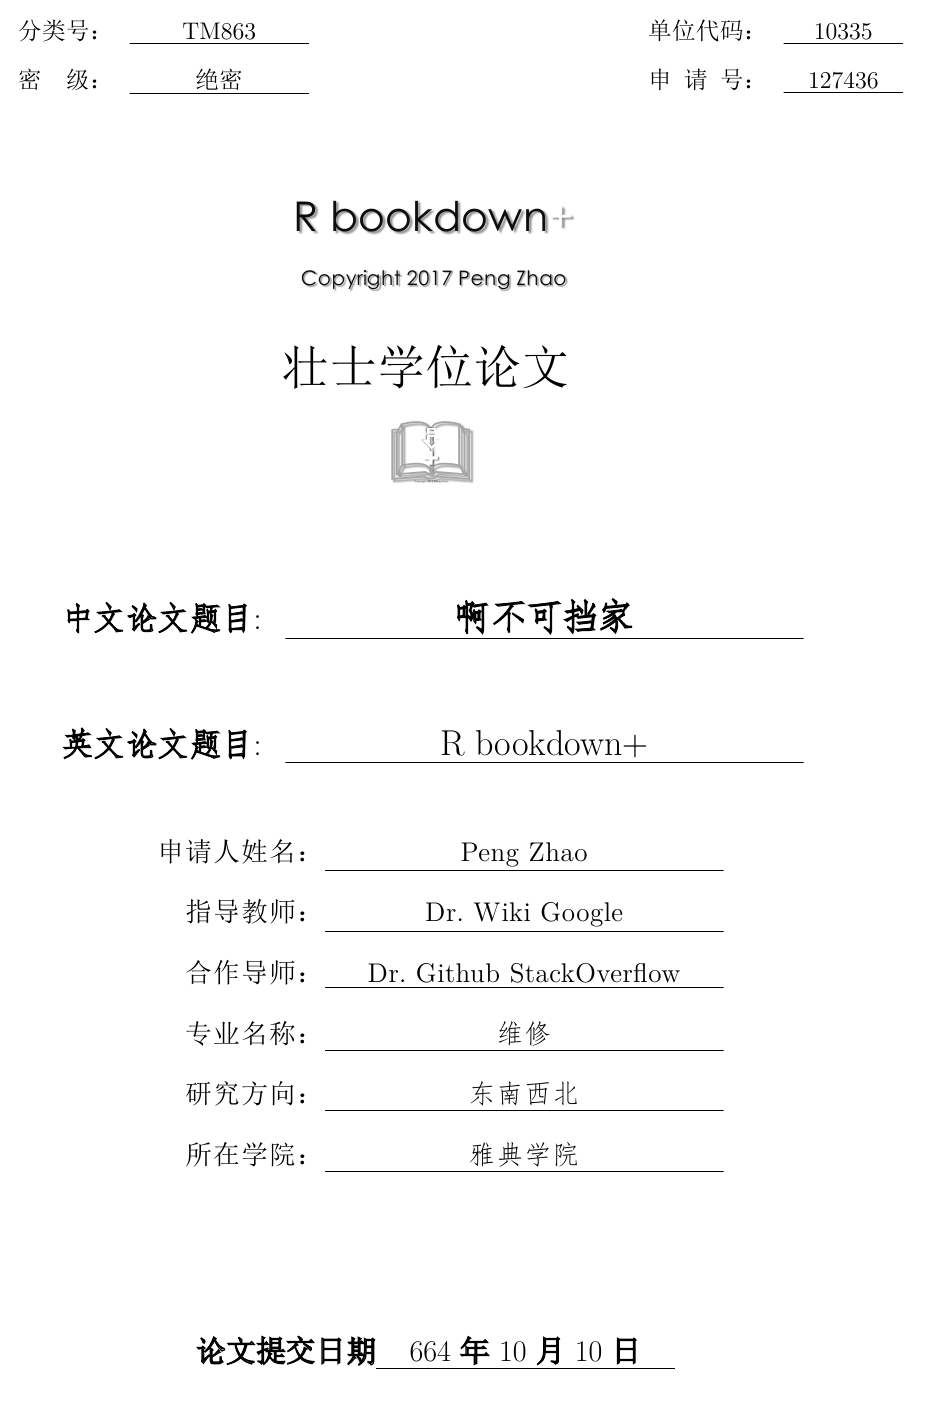 分类号： TM863 单位代码： 10335
密 级： 绝密 申 请 号： 127436
R bookdown+
Copyright 2017 Peng Zhao
壮士学位论文
中文论文题目: 啊不可挡家
英文论文题目: R bookdown+
申请人姓名： Peng Zhao
指导教师： Dr. Wiki Google
合作导师： Dr. Github StackOverflow
专业名称： 维修
研究方向： 东南西北
所在学院： 雅典学院
论文提交日期 664 年 10 月 10 日